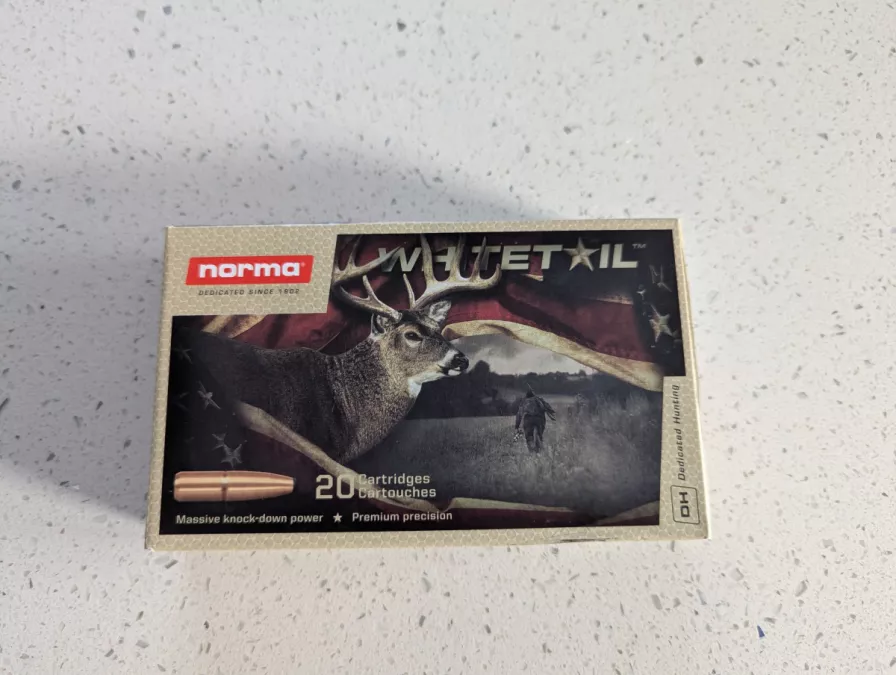 norma
DEDICATED SINCE 1902
WHITETAIL™
20 Cartridges
Cartouches
Massive knock-down power ★ Premium precision
DH Dedicated Hunting